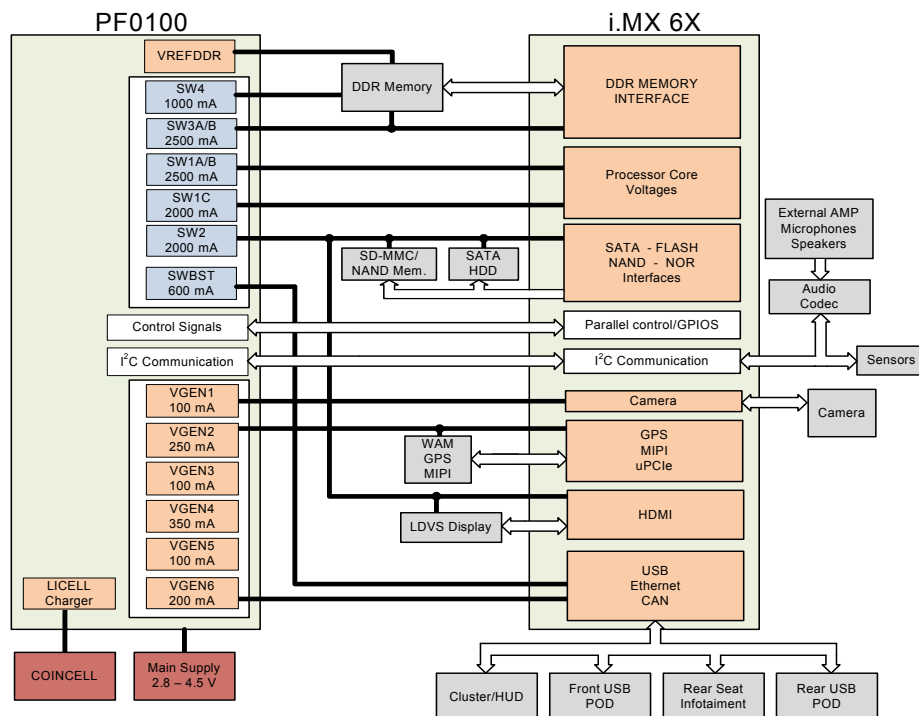 PF0100
i.MX 6X
VREFDDR
SW4
1000 mA
SW3A/B
2500 mA
SW1A/B
2500 mA
SW1C
2000 mA
SW2
2000 mA
SWBST
600 mA
Control Signals
I²C Communication
VGEN1
100 mA
VGEN2
250 mA
VGEN3
100 mA
VGEN4
350 mA
VGEN5
100 mA
VGEN6
200 mA
LICELL
Charger
COINCELL
Main Supply
2.8 – 4.5 V
DDR Memory
SD-MMC/
NAND Mem.
SATA
HDD
WAM
GPS
MIPI
LDVS Display
DDR MEMORY
INTERFACE
Processor Core
Voltages
SATA - FLASH
NAND - NOR
Interfaces
Parallel control/GPIOS
I²C Communication
Camera
GPS
MIPI
uPCIe
HDMI
USB
Ethernet
CAN
External AMP
Microphones
Speakers
Audio
Codec
Sensors
Camera
Cluster/HUD
Front USB
POD
Rear Seat
Infotaiment
Rear USB
POD